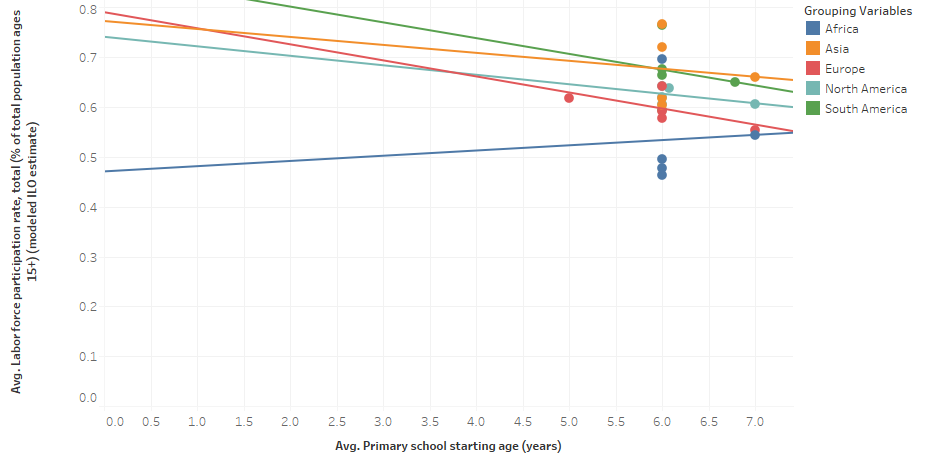 Avg. Labor force participation rate, total (% of total population ages
15+) (modeled ILO estimate)
0.8
0.7
0.6
0.5
0.4
0.3
0.2
0.1
0.0
0.0 0.5 1.0 1.5 2.0 2.5 3.0 3.5 4.0 4.5 5.0 5.5 6.0 6.5 7.0
Avg. Primary school starting age (years)
Grouping Variables
Africa
Asia
Europe
North America
South America